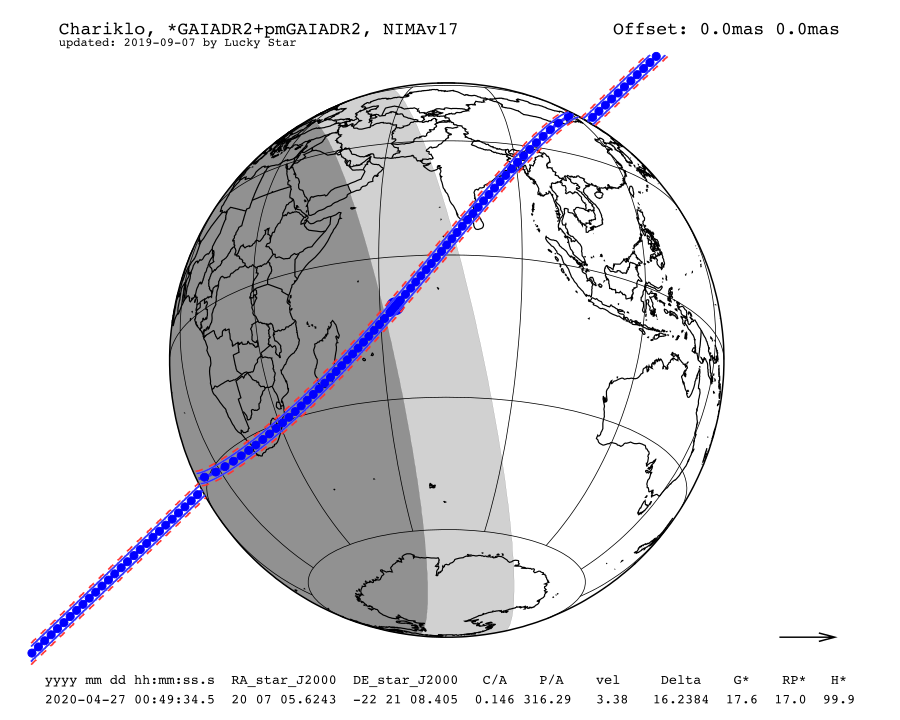 Chariklo, *GAIADR2+pmGAIADR2, NIMAv17 Offset: 0.0mas 0.0mas
updated: 2019-09-07 by Lucky Star
yyyy mm dd hh:mm:ss.s RA_star_J2000 DE_star_J2000 C/A P/A vel Delta G* RP* H*
2020-04-27 00:49:34.5 20 07 05.6243 -22 21 08.405 0.146 316.29 3.38 16.2384 17.6 17.0 99.9